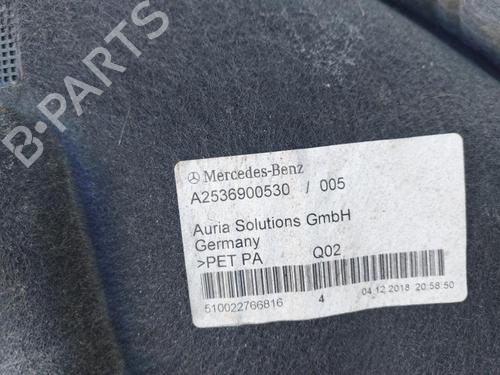 B-PARTS
Mercedes-Benz
A2536900530 / 005
Auria Solutions GmbH
Germany
>PET PA Q02
510022766816 4 04.12.2018 20:58:50